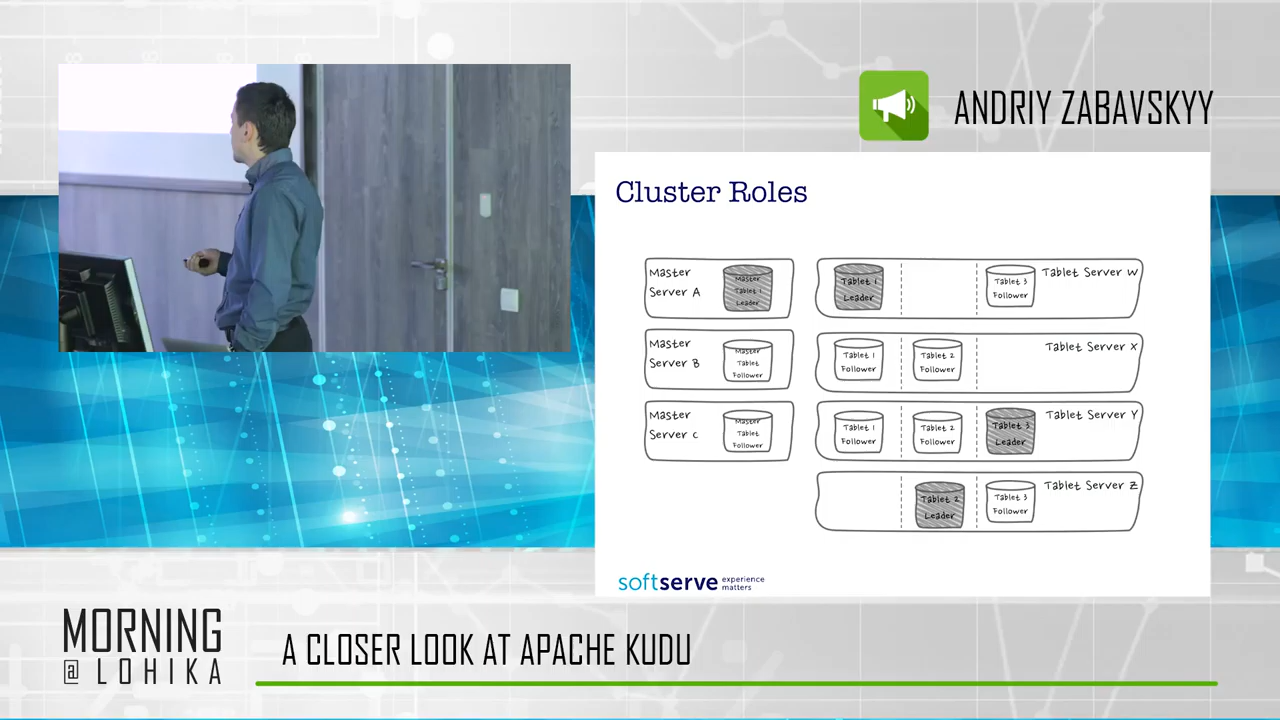 ANDRIY ZABAVSKYY
Cluster Roles
Master
Server A
Master
Tablet 1
Leader
Tablet 1
Leader
Tablet 3
Follower
Tablet Server W
Master
Server B
Master
Tablet
Follower
Tablet 1
Follower
Tablet 2
Follower
Tablet Server X
Master
Server C
Master
Tablet
Follower
Tablet 1
Follower
Tablet 2
Follower
Tablet 3
Leader
Tablet Server Y
Tablet 2
Leader
Tablet 3
Follower
Tablet Server Z
softserve experience
matters
MORNING
@ LOHIKA
A CLOSER LOOK AT APACHE KUDU